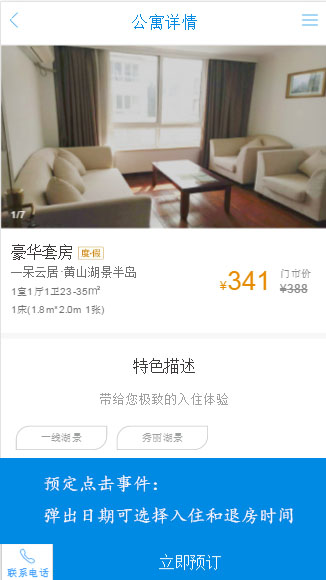 公寓详情
1/7
豪华套房 度·假
一呆云居·黄山湖景半岛
¥341
门市价
¥388
1室1厅1卫23-35㎡
1床(1.8m*2.0m 1张)
特色描述
带给您极致的入住体验
一线湖景 秀丽湖景
预定点击事件：
弹出日期可选择入住和退房时间
联系电话
立即预订